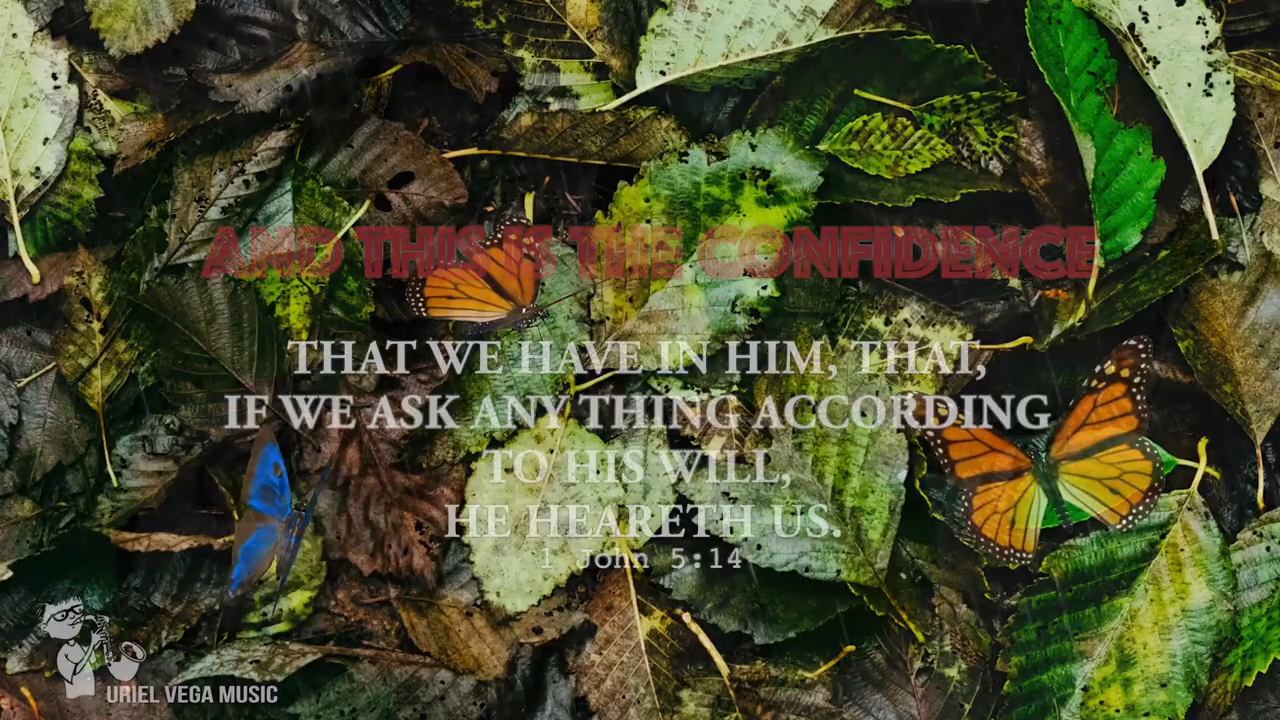 AND THIS IS THE CONFIDENCE
THAT WE HAVE IN HIM, THAT,
IF WE ASK ANY THING ACCORDING
TO HIS WILL,
HE HEARETH US.
1 John 5:14
URIEL VEGA MUSIC